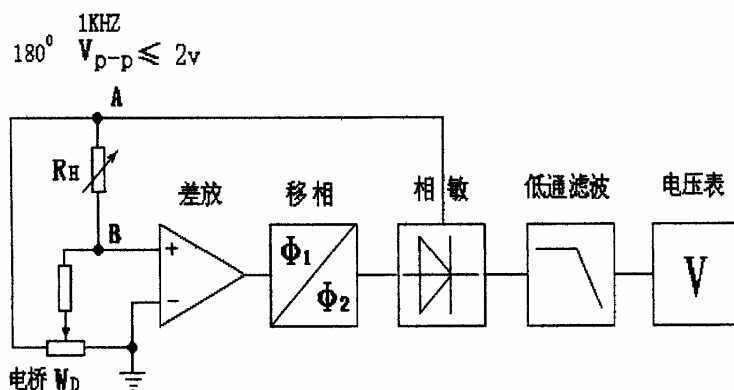 1KHZ
180° Vp-p≤ 2v
A
RH
差放
移相
相敏
低通滤波
电压表
B
+
−
Φ1
Φ2
V
电桥 WD